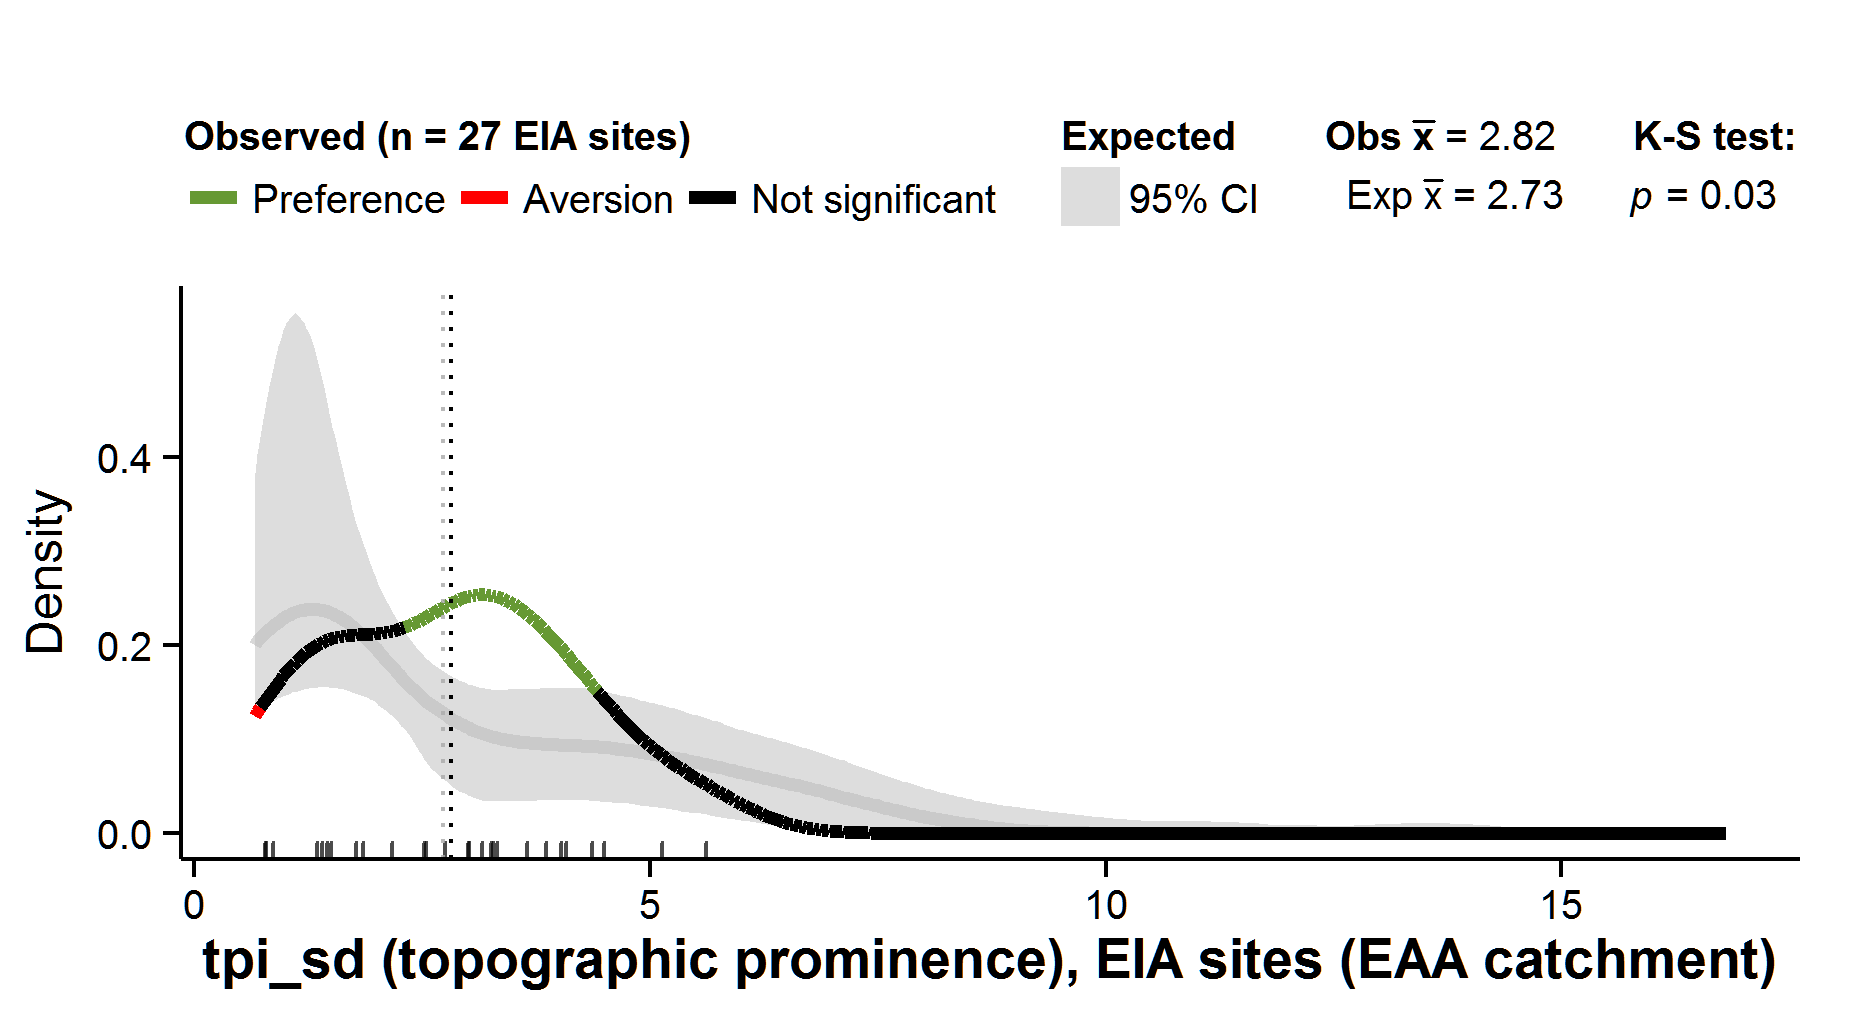 Observed (n = 27 EIA sites) Expected Obs x̅ = 2.82 K-S test:
Preference Aversion Not significant 95% CI Exp x̅ = 2.73 p = 0.03
Density
0.4
0.2
0.0
0 5 10 15
tpi_sd (topographic prominence), EIA sites (EAA catchment)